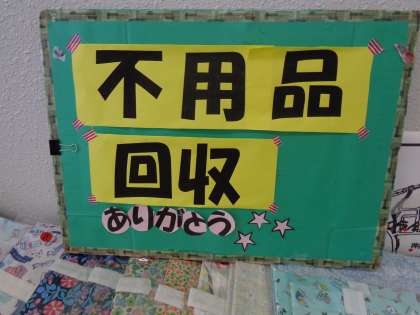 不用品
回収
ありがとう